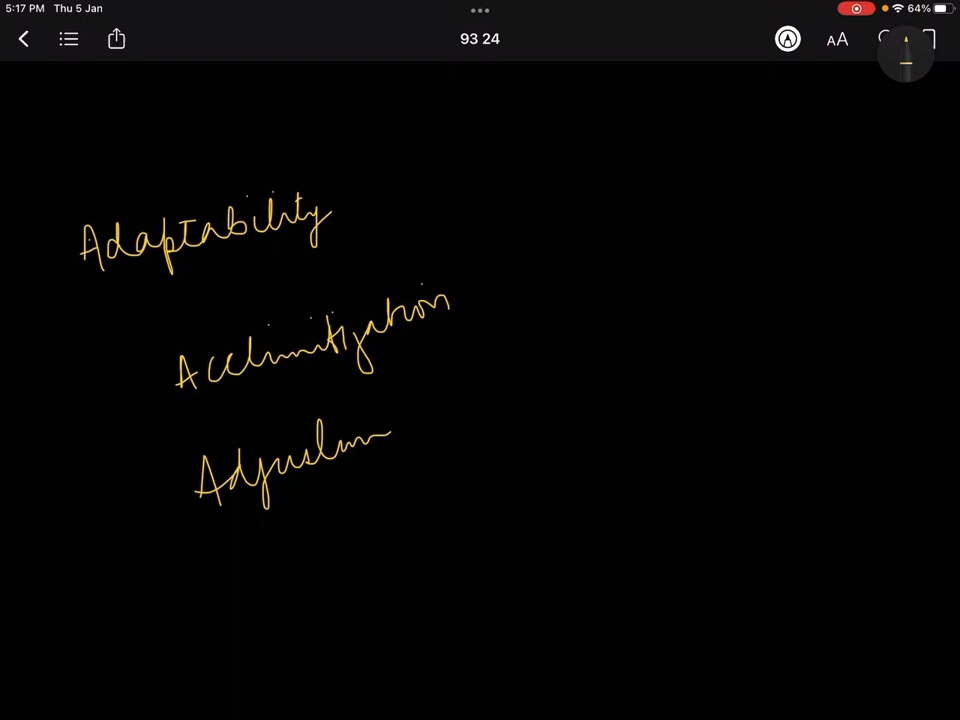 5:17 PM Thu 5 Jan
64%
93 24
AA
Adaptability
Acclimitization